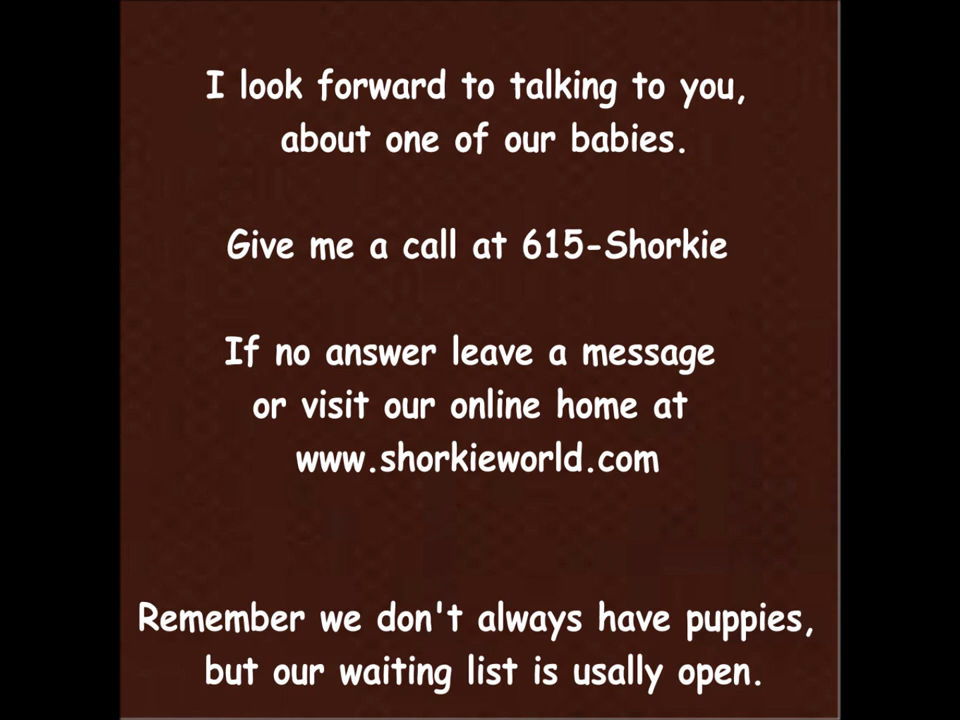 I look forward to talking to you,
about one of our babies.
Give me a call at 615-Shorkie
If no answer leave a message
or visit our online home at
www.shorkieworld.com
Remember we don't always have puppies,
but our waiting list is usally open.